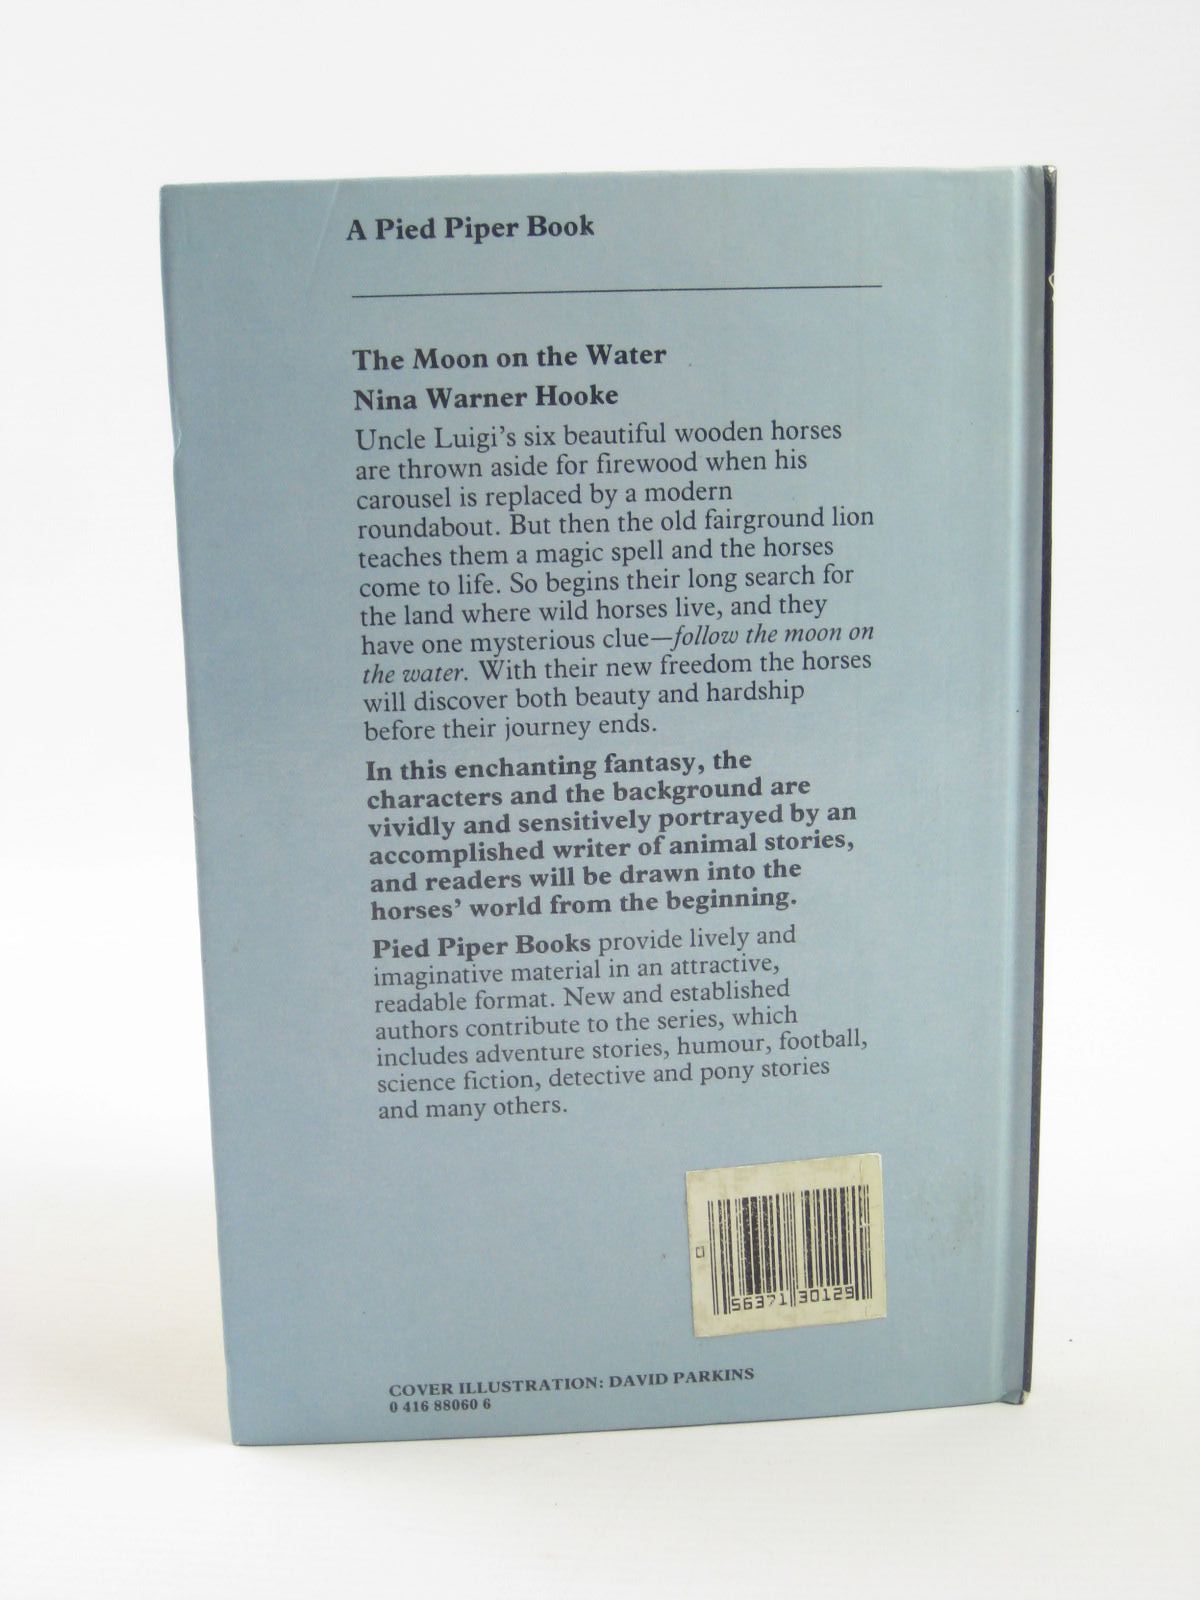 A Pied Piper Book
The Moon on the Water
Nina Warner Hooke
Uncle Luigi's six beautiful wooden horses
are thrown aside for firewood when his
carousel is replaced by a modern
roundabout. But then the old fairground lion
teaches them a magic spell and the horses
come to life. So begins their long search for
the land where wild horses live, and they
have one mysterious clue—follow the moon on
the water. With their new freedom the horses
will discover both beauty and hardship
before their journey ends.
In this enchanting fantasy, the
characters and the background are
vividly and sensitively portrayed by an
accomplished writer of animal stories,
and readers will be drawn into the
horses' world from the beginning.
Pied Piper Books provide lively and
imaginative material in an attractive,
readable format. New and established
authors contribute to the series, which
includes adventure stories, humour, football,
science fiction, detective and pony stories
and many others.
56371 30129
COVER ILLUSTRATION: DAVID PARKINS
0 416 88060 6